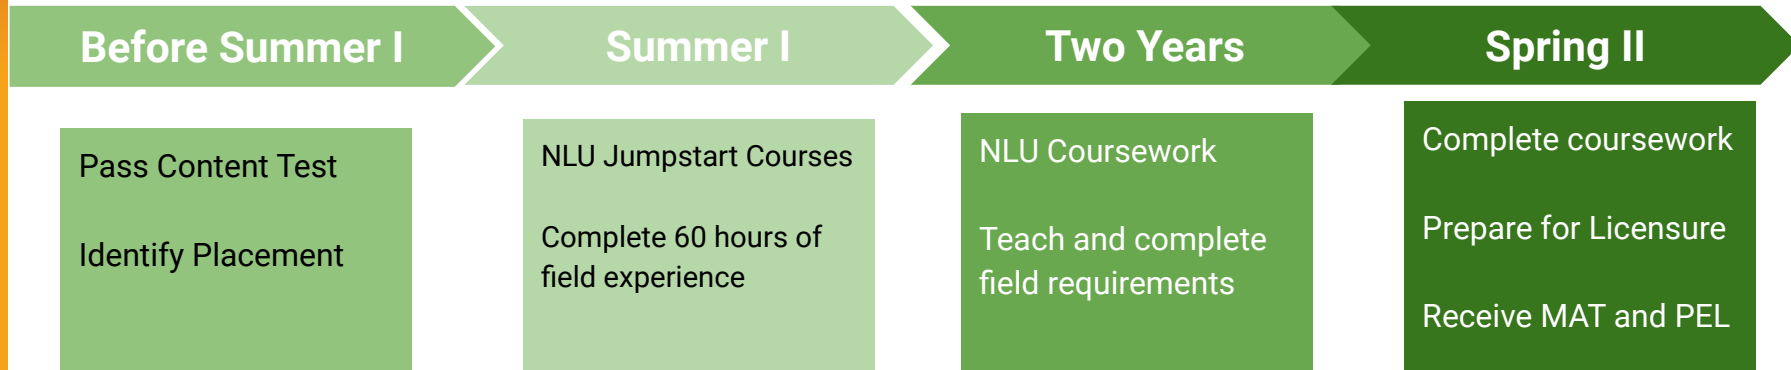 Before Summer I
Summer I
Two Years
Spring II
Pass Content Test
Identify Placement
NLU Jumpstart Courses
Complete 60 hours of
field experience
NLU Coursework
Teach and complete
field requirements
Complete coursework
Prepare for Licensure
Receive MAT and PEL